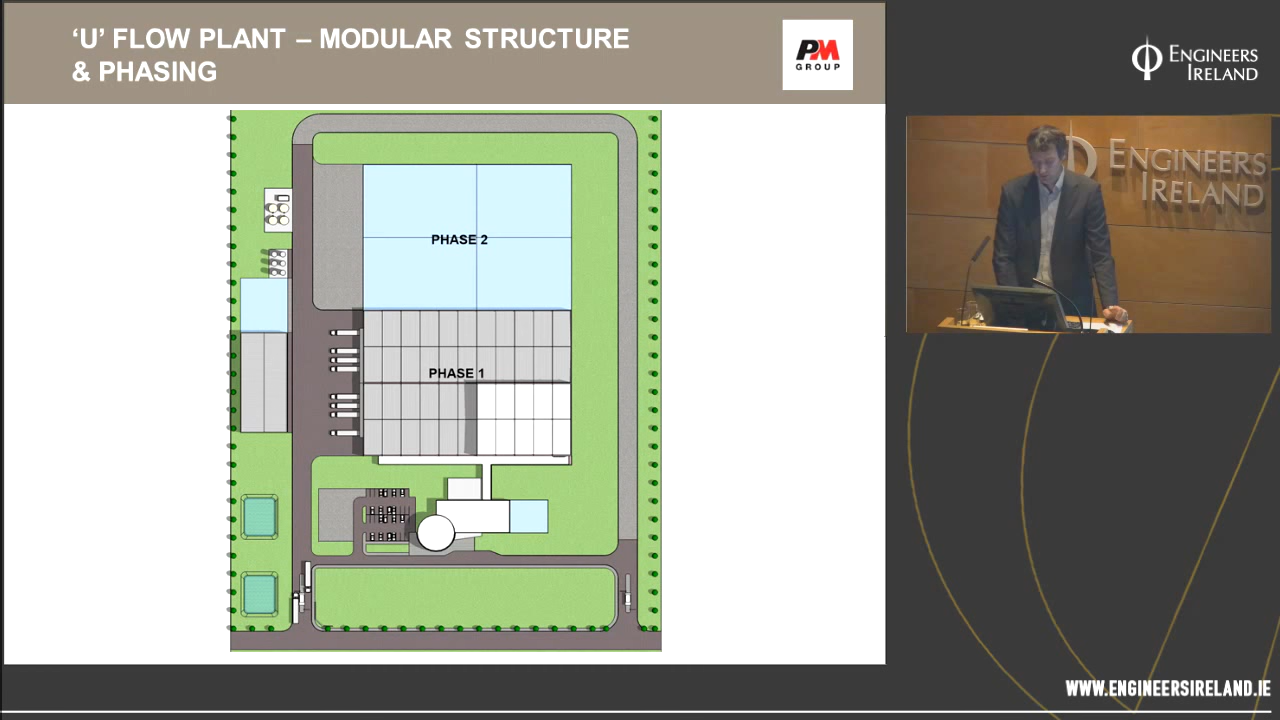 ‘U’ FLOW PLANT – MODULAR STRUCTURE
& PHASING
PM
GROUP
ENGINEERS
IRELAND
ENGINEERS
IRELAND
PHASE 2
PHASE 1
WWW.ENGINEERSIRELAND.IE